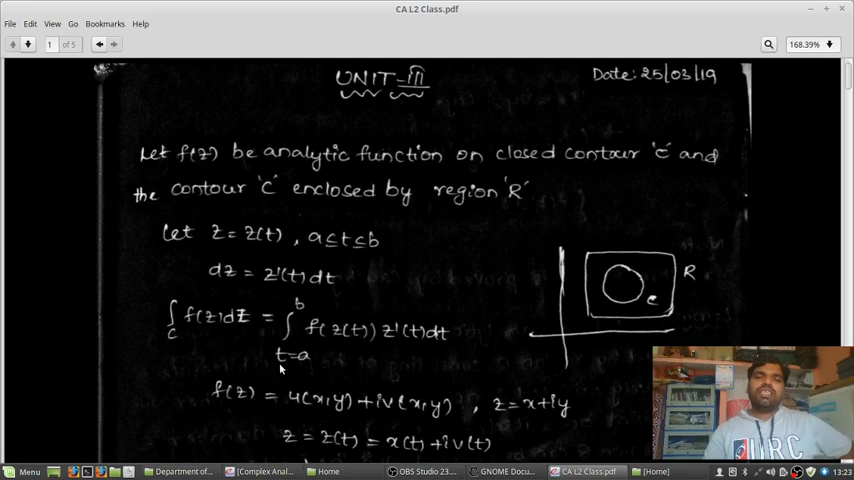 CA L2 Class.pdf
File Edit View Go Bookmarks Help
1 of 5
168.39%
UNIT-III
Date: 25/03/19
Let f(z) be analytic function on closed contour 'c' and
the contour 'C' enclosed by region 'R'
Let z = z(t), a≤t≤b
dz = z'(t)dt
∫_C f(z)dz = ∫_{t=a}^{b} f(z(t)) z'(t)dt
R
c
f(z) = u(x,y) + iv(x,y), z = x+iy
z = z(t) = x(t) + iv(t)
URC
Menu
Department of...
[Complex Anal...
Home
OBS Studio 23....
GNOME Docu...
CA L2 Class.pdf
[Home]
13:23